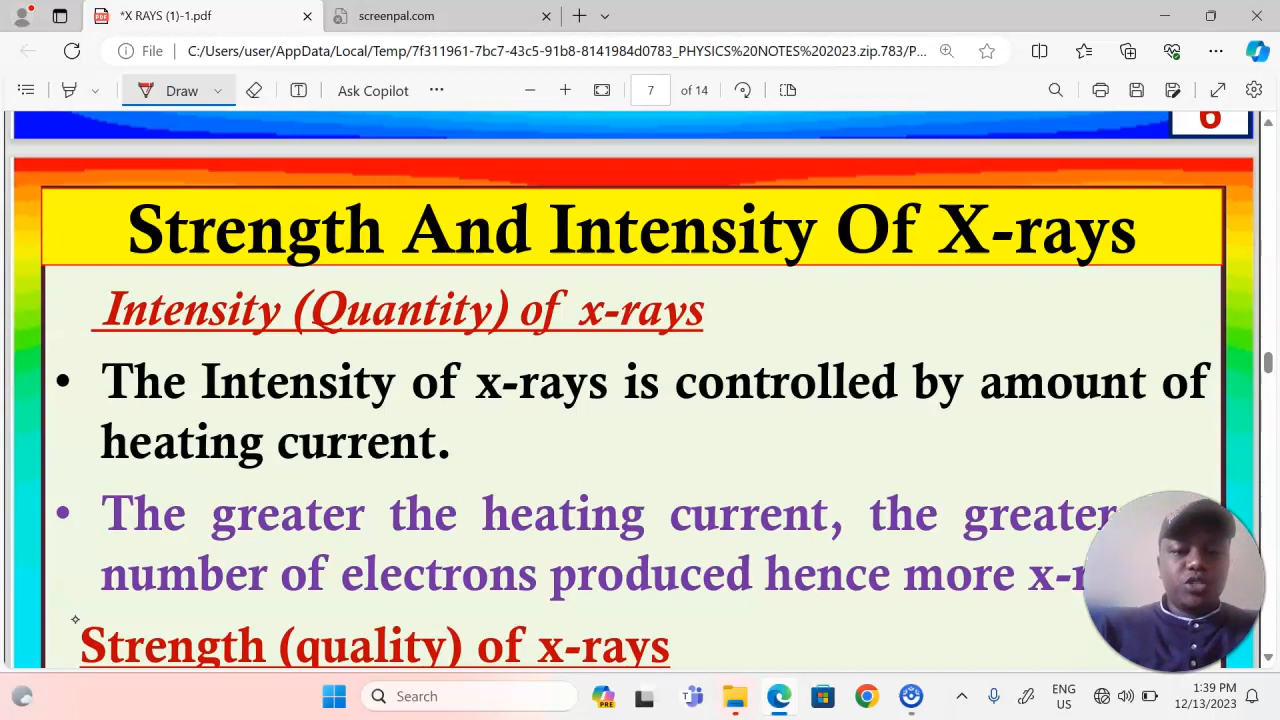 *X RAYS (1)-1.pdf
screenpal.com
File
C:/Users/user/AppData/Local/Temp/7f311961-7bc7-43c5-91b8-8141984d0783_PHYSICS%20NOTES%202023.zip.783/P...
Draw
Ask Copilot
7
of 14
6
Strength And Intensity Of X-rays
Intensity (Quantity) of x-rays
• The Intensity of x-rays is controlled by amount of
heating current.
• The greater the heating current, the greater
number of electrons produced hence more
Strength (quality) of x-rays
Search
PRE
ENG
US
1:39 PM
12/13/2023